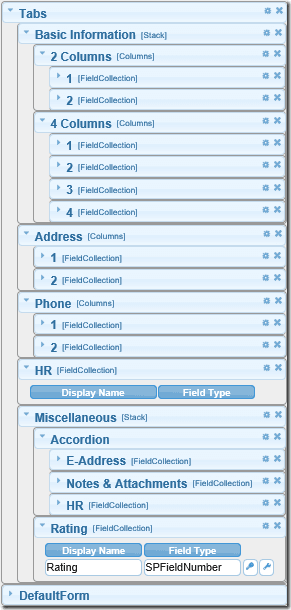 Tabs
Basic Information [Stack]
2 Columns [Columns]
1 [FieldCollection]
2 [FieldCollection]
4 Columns [Columns]
1 [FieldCollection]
2 [FieldCollection]
3 [FieldCollection]
4 [FieldCollection]
Address [Columns]
1 [FieldCollection]
2 [FieldCollection]
Phone [Columns]
1 [FieldCollection]
2 [FieldCollection]
HR [FieldCollection]
Display Name Field Type
Miscellaneous [Stack]
Accordion
E-Address [FieldCollection]
Notes & Attachments [FieldCollection]
HR [FieldCollection]
Rating [FieldCollection]
Display Name Field Type
Rating SPFieldNumber
DefaultForm